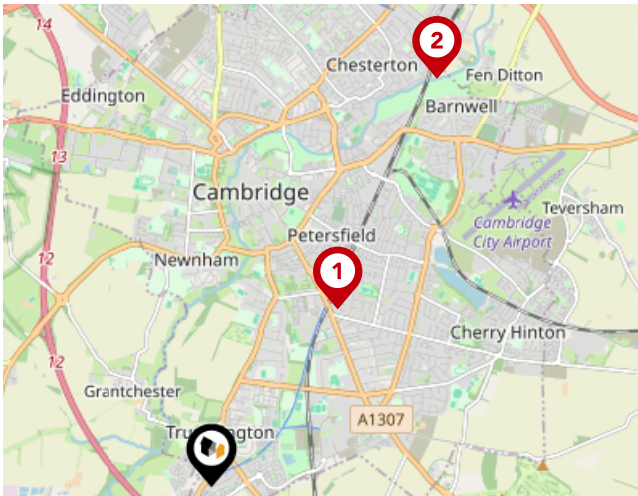 14
2
Chesterton
Fen Ditton
Eddington
Barnwell
13
Cambridge
Teversham
Petersfield
Cambridge
City Airport
12
Newnham
1
Cherry Hinton
12
Grantchester
A1307